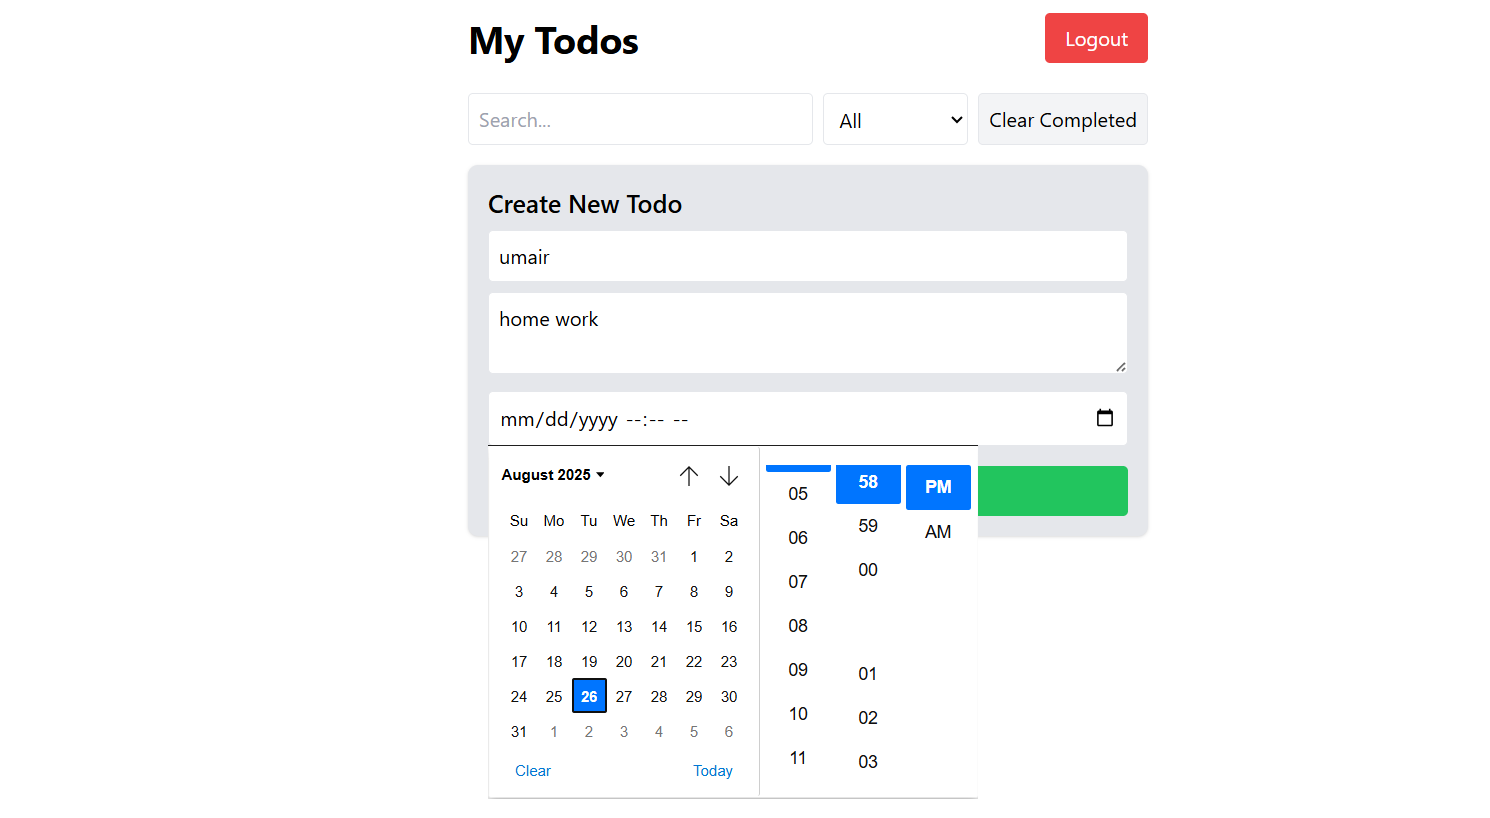 My Todos
Logout
Search...
All
Clear Completed
Create New Todo
umair
home work
mm/dd/yyyy --:-- --
August 2025
Su Mo Tu We Th Fr Sa
27 28 29 30 31 1 2
3 4 5 6 7 8 9
10 11 12 13 14 15 16
17 18 19 20 21 22 23
24 25 26 27 28 29 30
31 1 2 3 4 5 6
Clear
Today
05
06
07
08
09
10
11
58
59
00
01
02
03
PM
AM